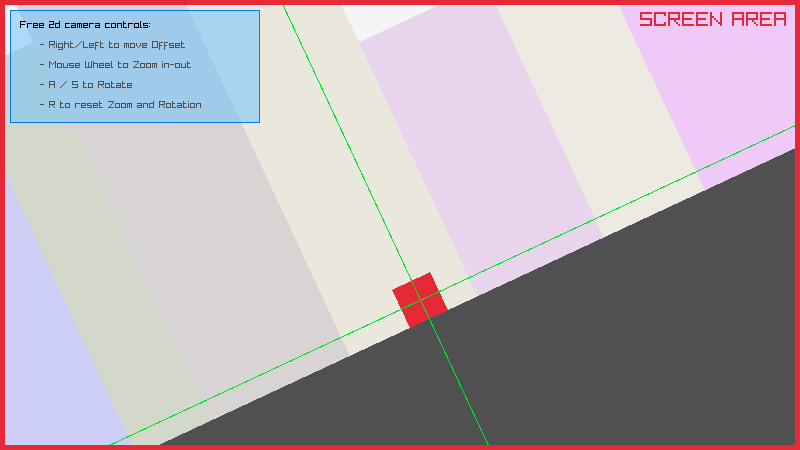 Free 2d camera controls:
SCREEN AREA
- Right/Left to move Offset
- Mouse Wheel to Zoom in-out
- A / S to Rotate
- R to reset Zoom and Rotation